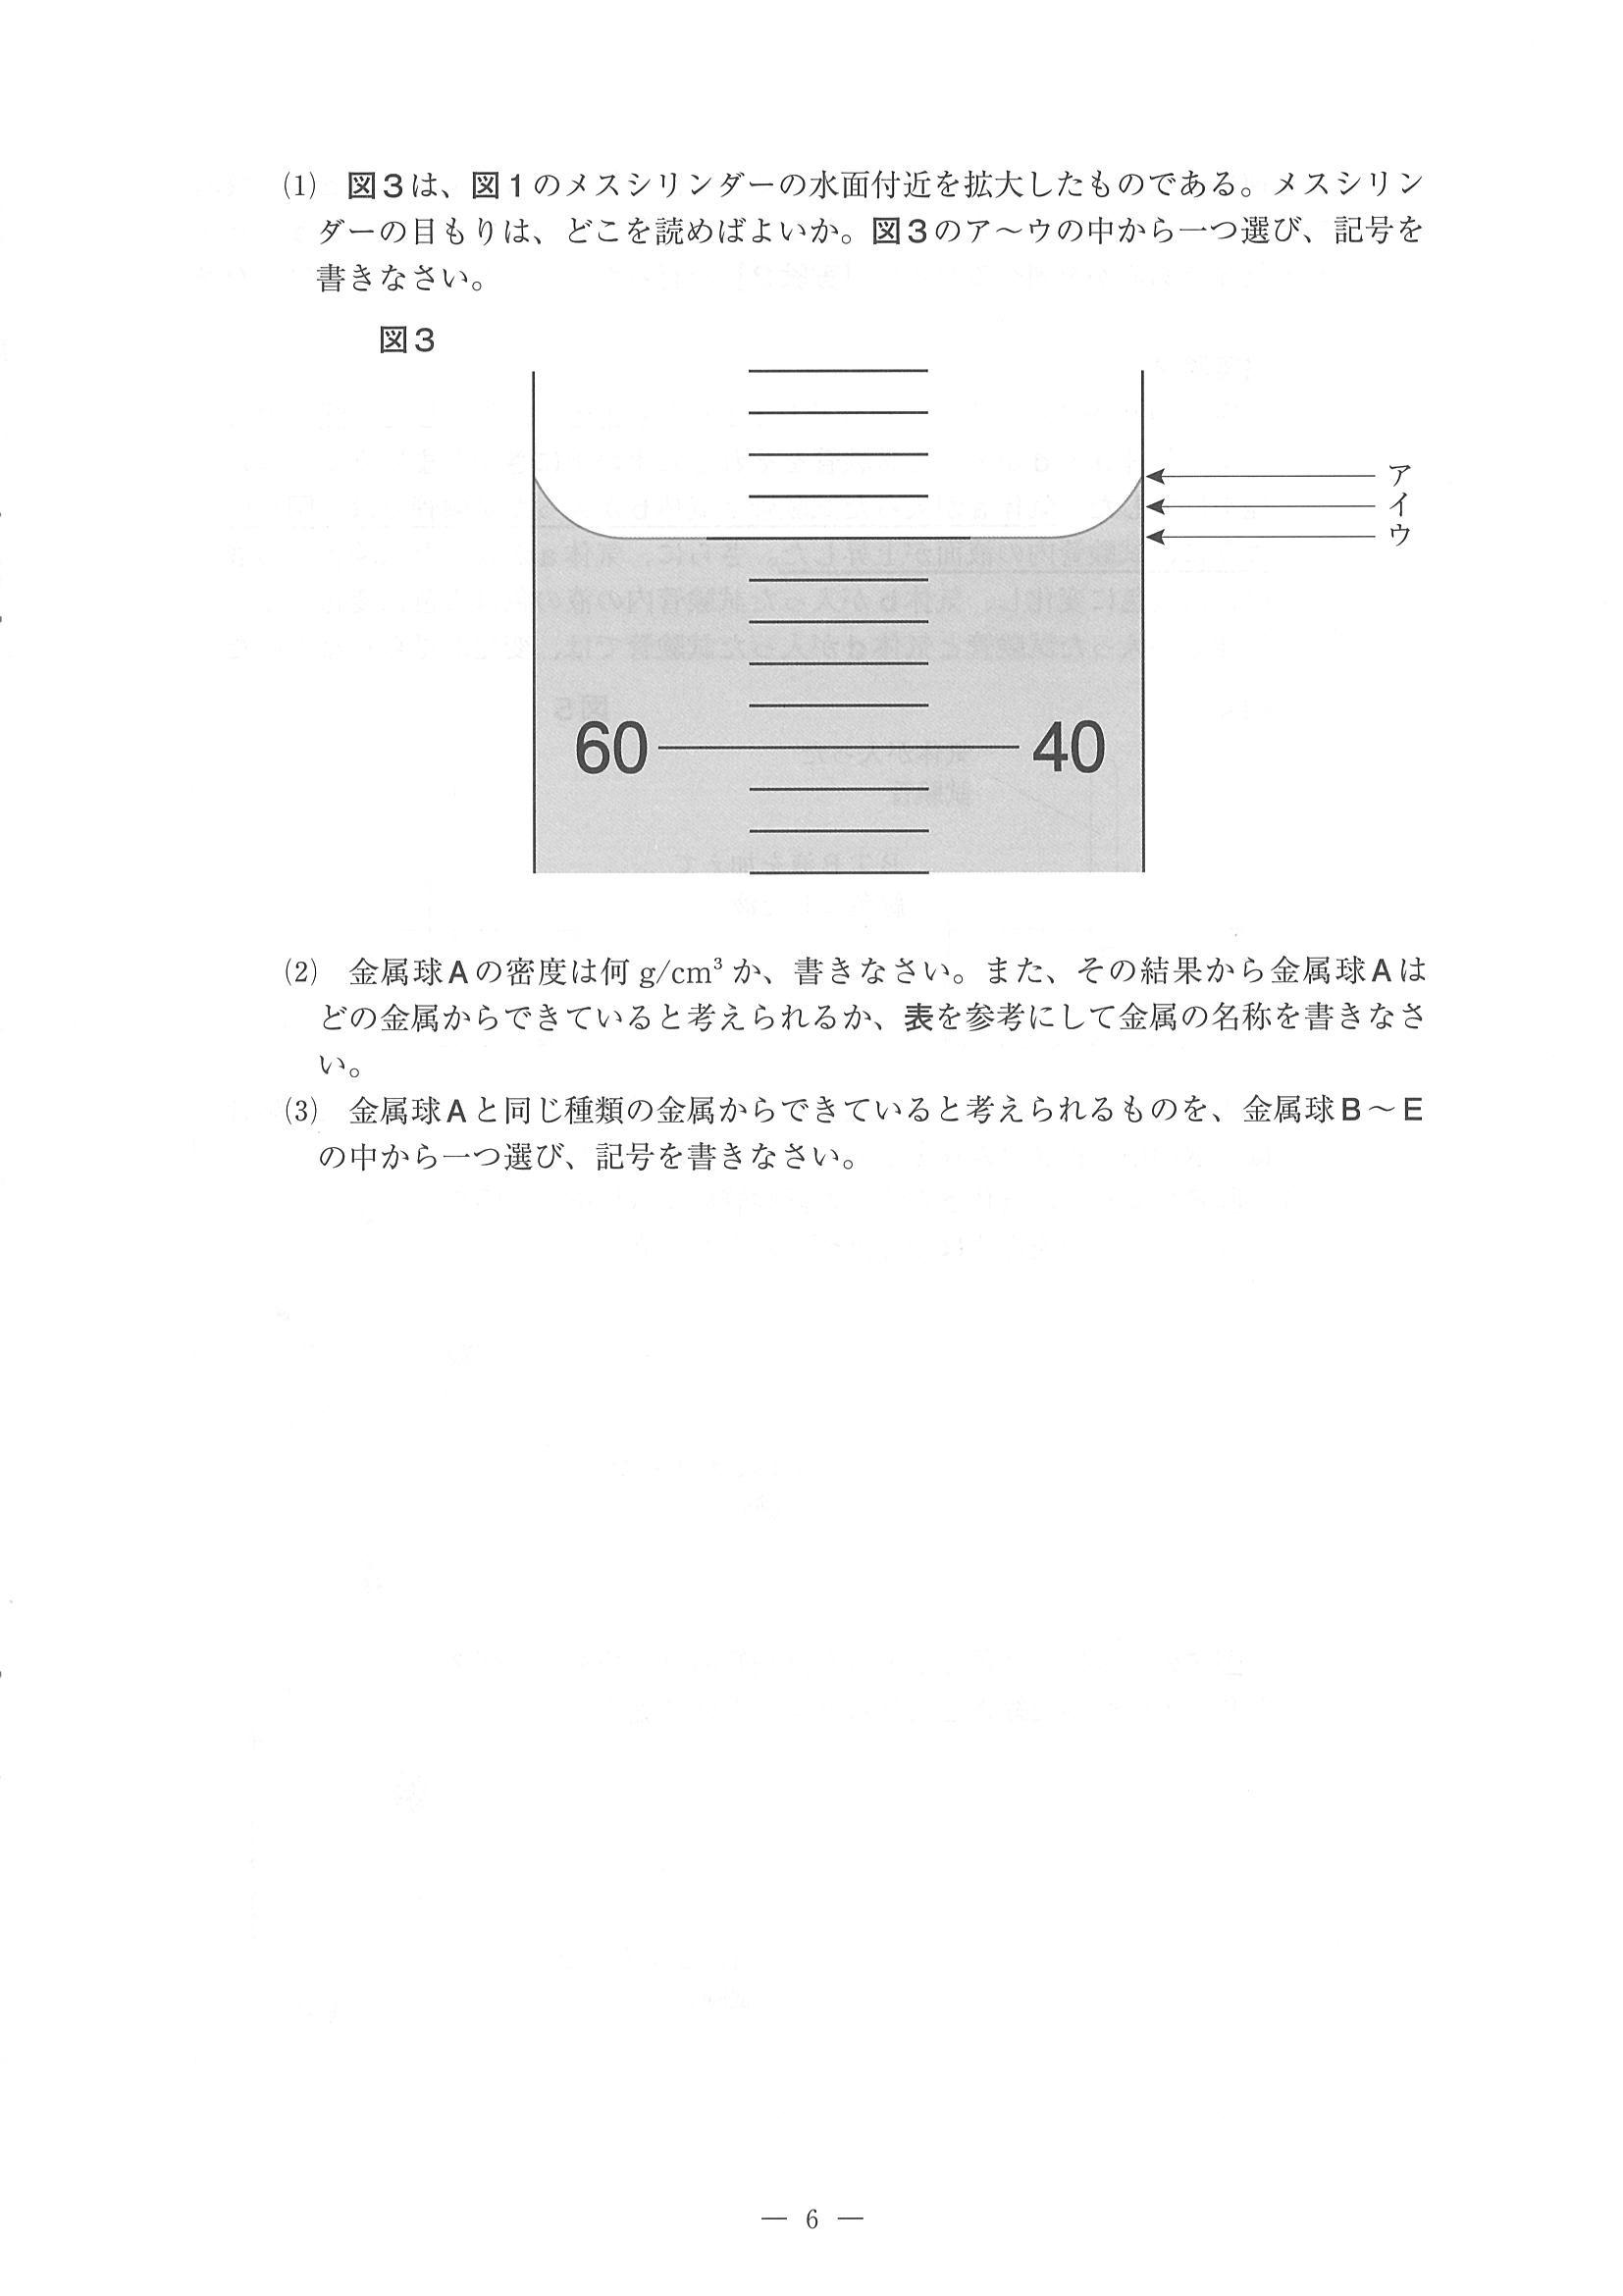 (1) 図3は、図1のメスシリンダーの水面付近を拡大したものである。メスシリン
ダーの目もりは、どこを読めばよいか。図3のア～ウの中から一つ選び、記号を
書きなさい。
図3
ア
イ
ウ
60
40
(2) 金属球Aの密度は何 g/cm³ か、書きなさい。また、その結果から金属球Aは
どの金属からできていると考えられるか、表を参考にして金属の名称を書きなさ
い。
(3) 金属球Aと同じ種類の金属からできていると考えられるものを、金属球B～E
の中から一つ選び、記号を書きなさい。
― 6 ―